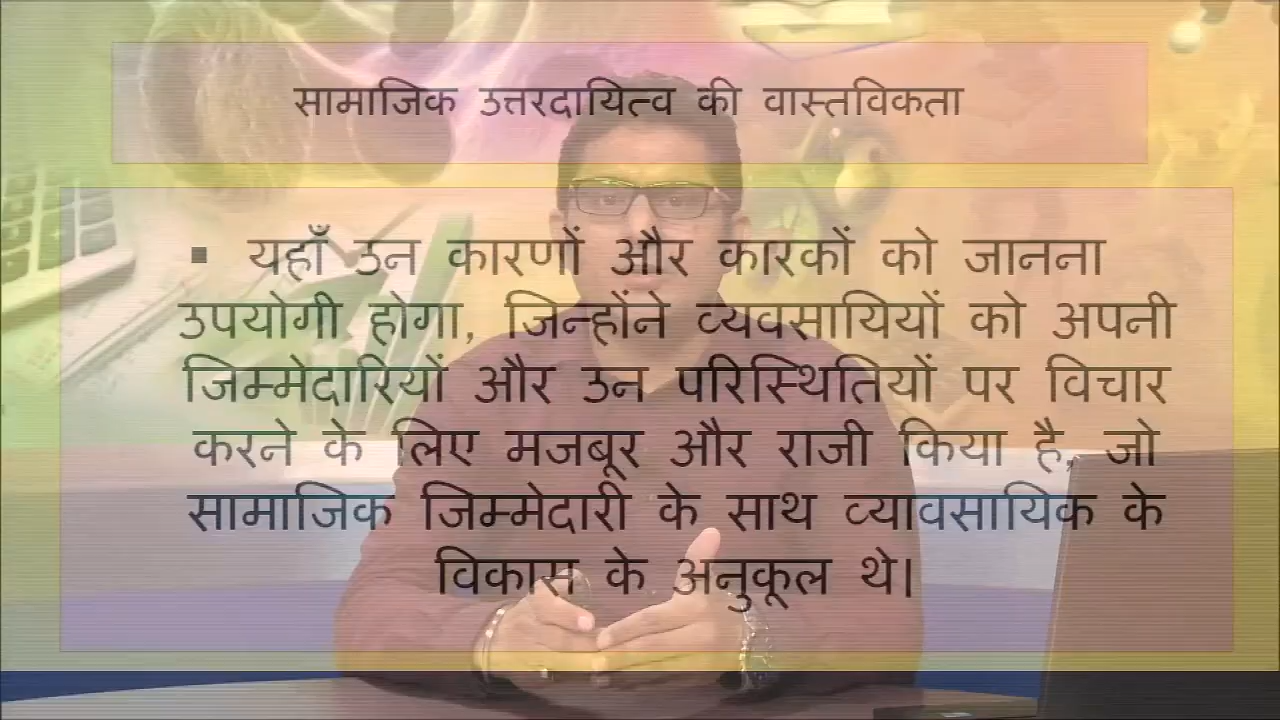 सामाजिक उत्तरदायित्व की वास्तविकता
▪ यहाँ उन कारणों और कारकों को जानना
उपयोगी होगा, जिन्होंने व्यवसायियों को अपनी
जिम्मेदारियों और उन परिस्थितियों पर विचार
करने के लिए मजबूर और राजी किया है, जो
सामाजिक जिम्मेदारी के साथ व्यावसायिक के
विकास के अनुकूल थे।